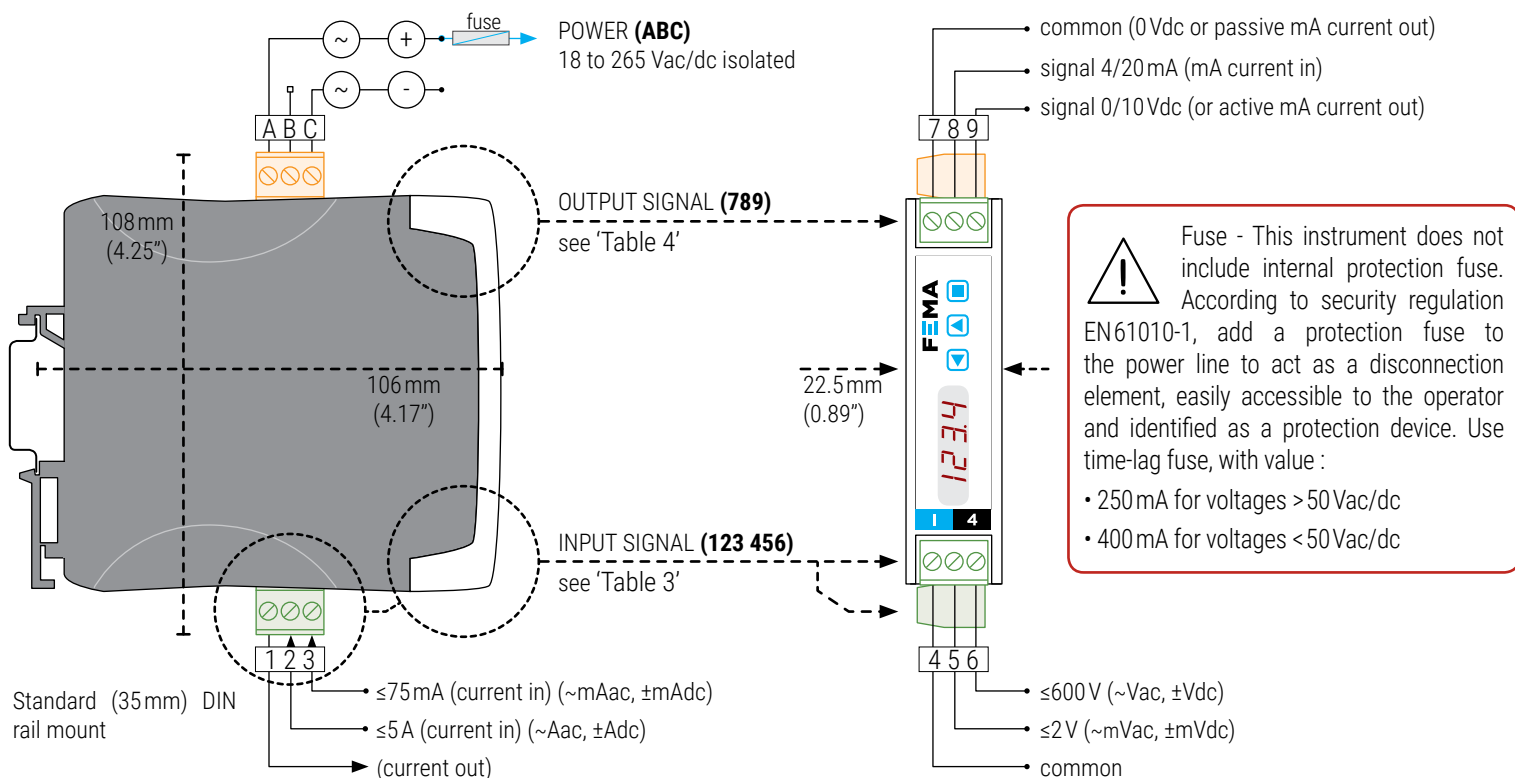 fuse
~
+
POWER (ABC)
18 to 265 Vac/dc isolated
~
-
A B C
common (0 Vdc or passive mA current out)
signal 4/20 mA (mA current in)
signal 0/10 Vdc (or active mA current out)
7 8 9
108 mm
(4.25”)
OUTPUT SIGNAL (789)
see ‘Table 4’
106 mm
(4.17”)
22.5 mm
(0.89”)
FEMA
43.21
I 4
!
Fuse - This instrument does not
include internal protection fuse.
According to security regulation
EN 61010-1, add a protection fuse to
the power line to act as a disconnection
element, easily accessible to the operator
and identified as a protection device. Use
time-lag fuse, with value :
• 250 mA for voltages > 50 Vac/dc
• 400 mA for voltages < 50 Vac/dc
INPUT SIGNAL (123 456)
see ‘Table 3’
1 2 3
≤75 mA (current in) (~mAac, ±mAdc)
≤5 A (current in) (~Aac, ±Adc)
(current out)
Standard (35 mm) DIN
rail mount
4 5 6
≤600 V (~Vac, ±Vdc)
≤2 V (~mVac, ±mVdc)
common